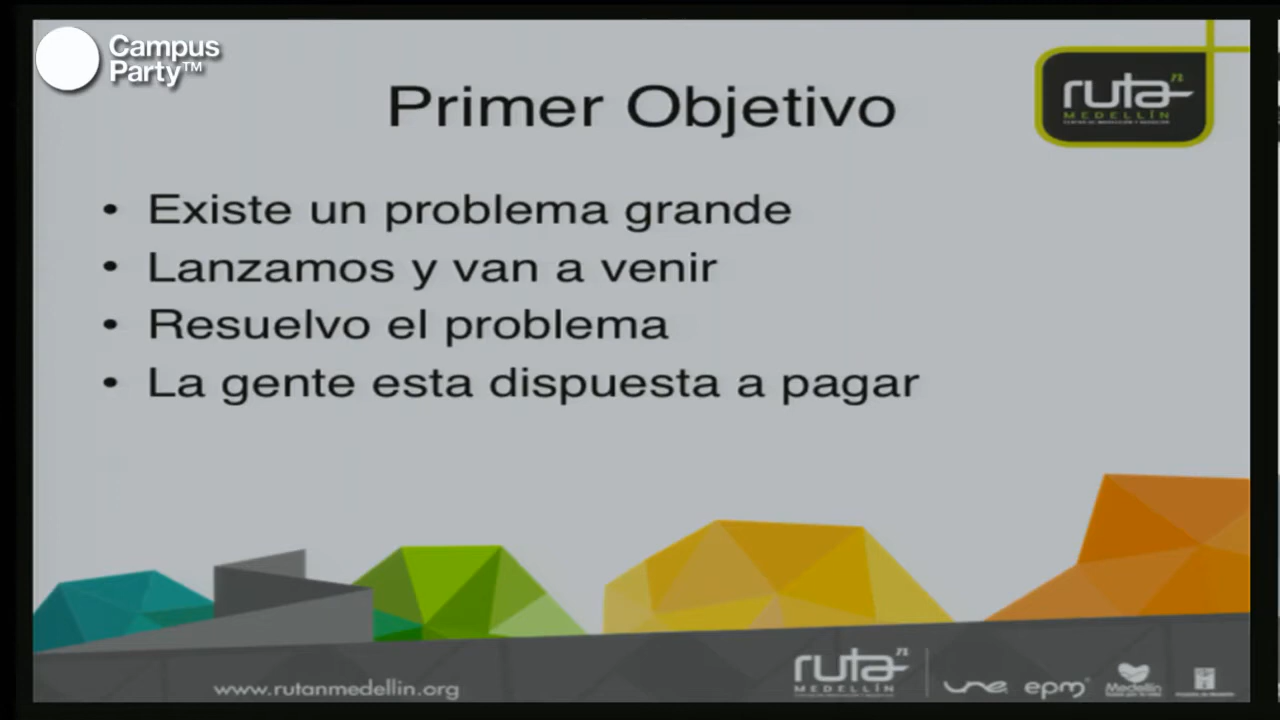 Campus
Party™
Primer Objetivo
ruta n
MEDELLÍN
• Existe un problema grande
• Lanzamos y van a venir
• Resuelvo el problema
• La gente esta dispuesta a pagar
www.rutanmedellin.org
ruta n
MEDELLÍN
une
epm
Medellín